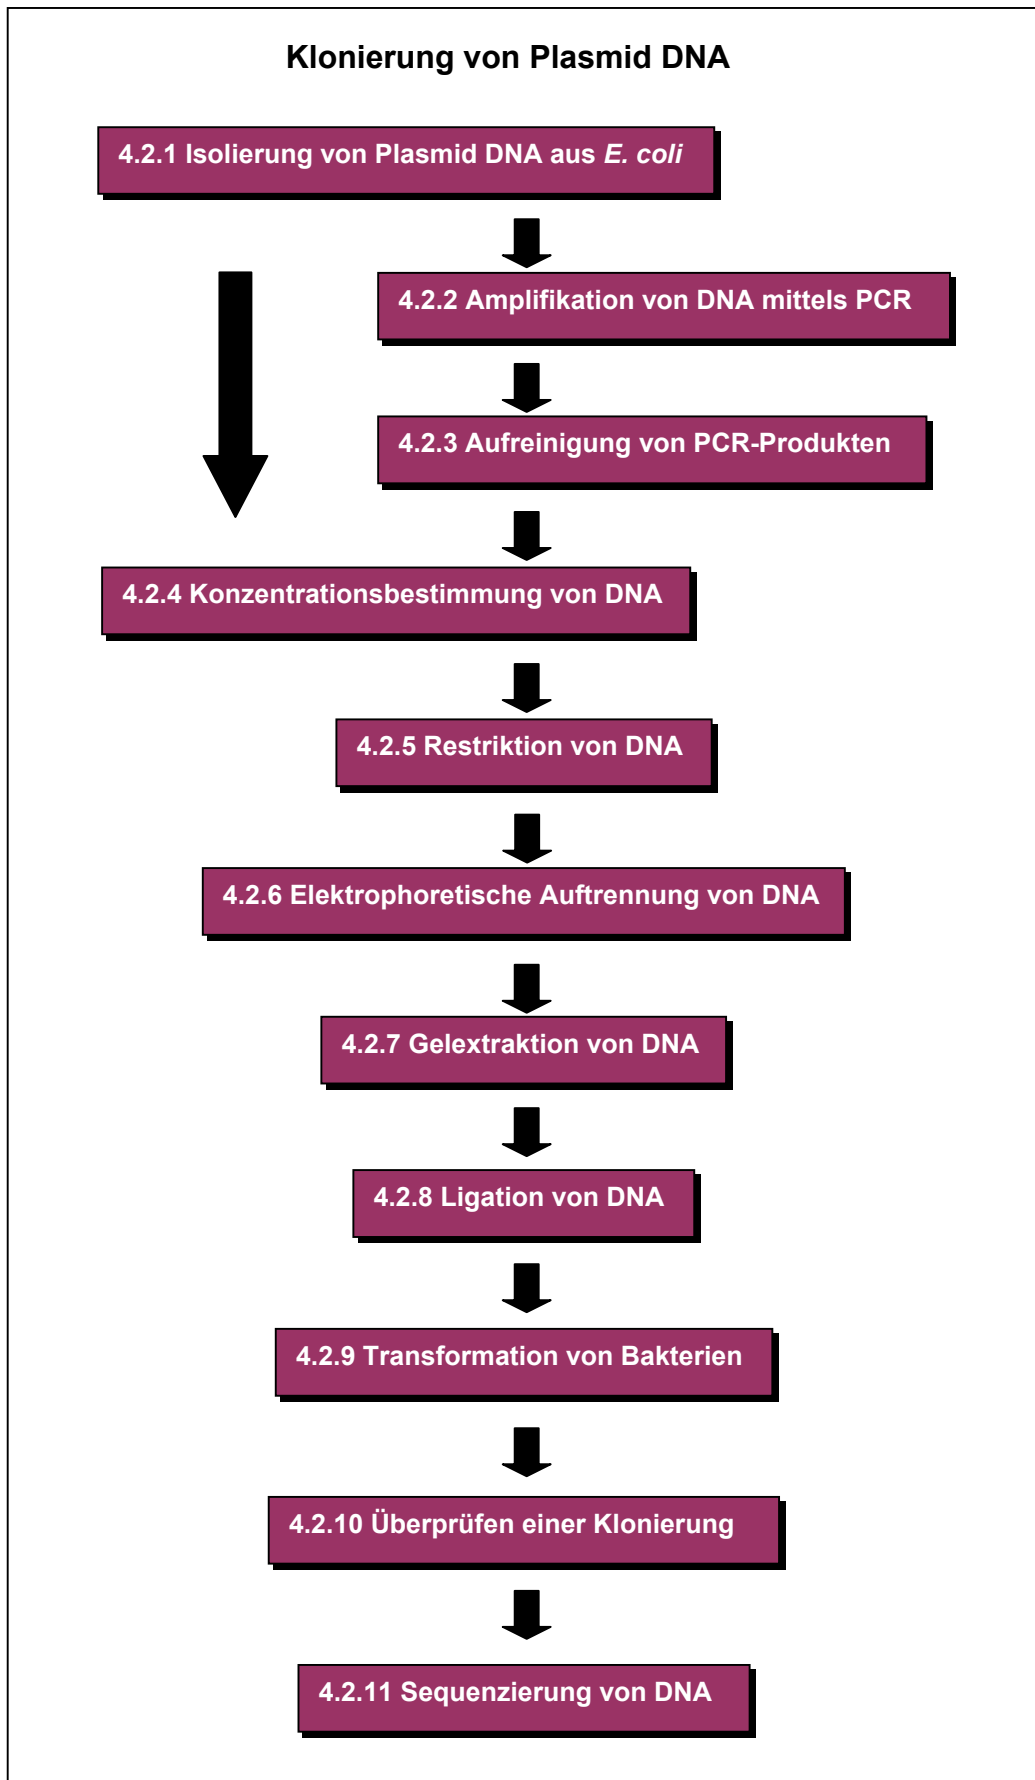 Klonierung von Plasmid DNA
4.2.1 Isolierung von Plasmid DNA aus E. coli
4.2.2 Amplifikation von DNA mittels PCR
4.2.3 Aufreinigung von PCR-Produkten
4.2.4 Konzentrationsbestimmung von DNA
4.2.5 Restriktion von DNA
4.2.6 Elektrophoretische Auftrennung von DNA
4.2.7 Gelextraktion von DNA
4.2.8 Ligation von DNA
4.2.9 Transformation von Bakterien
4.2.10 Überprüfen einer Klonierung
4.2.11 Sequenzierung von DNA